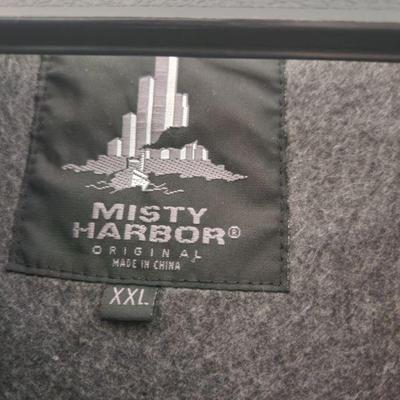 MISTY
HARBOR®
ORIGINAL
MADE IN CHINA
XXL